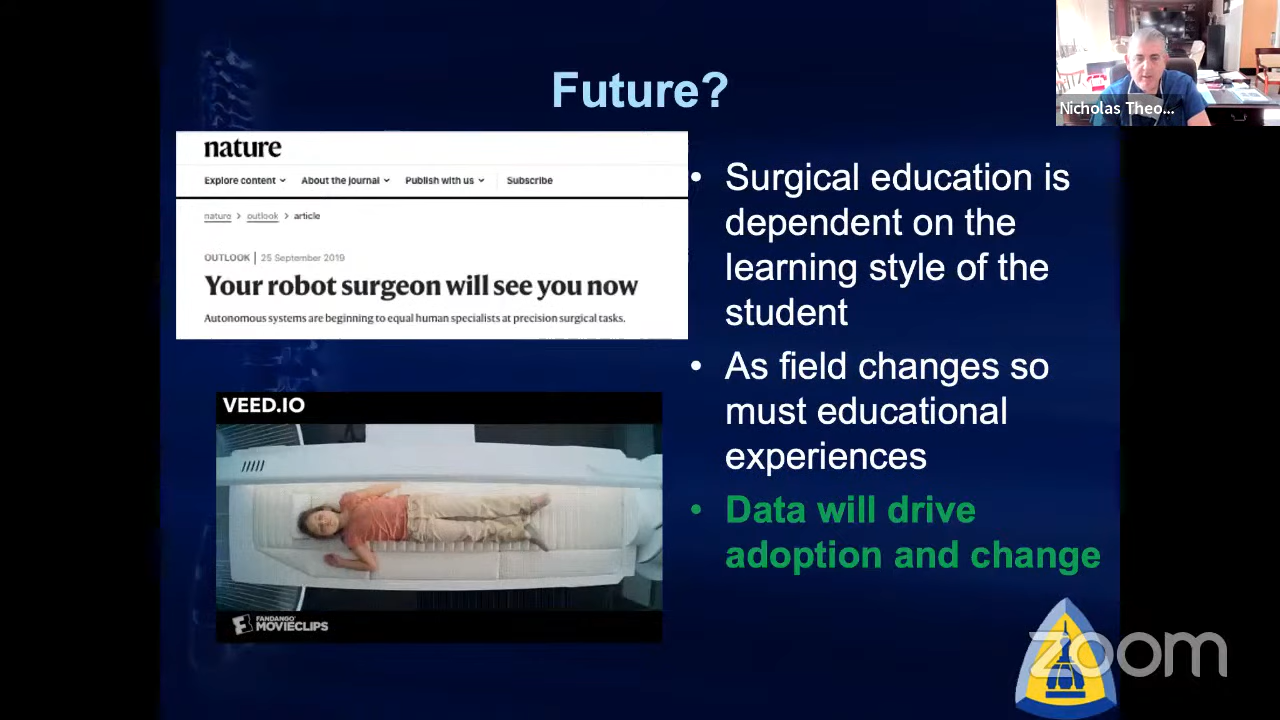 Future?
Nicholas Theo...
nature
Explore content About the journal Publish with us Subscribe
nature > outlook > article
OUTLOOK | 25 September 2019
Your robot surgeon will see you now
Autonomous systems are beginning to equal human specialists at precision surgical tasks.
VEED.IO
FANDANGO
MOVIECLIPS
• Surgical education is
dependent on the
learning style of the
student
• As field changes so
must educational
experiences
• Data will drive
adoption and change
zoom